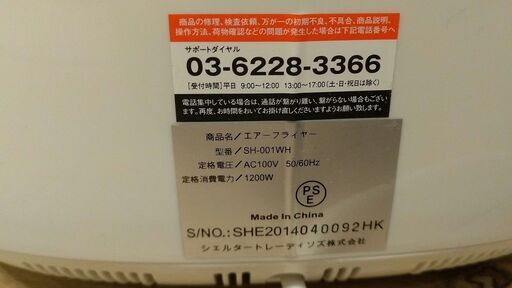 商品の修理、検査依頼、万が一の初期不良、不具合、商品説明、
操作方法、荷物確認などの問題が発生した場合は下記電話番号へ
サポートダイヤル
03-6228-3366
【受付時間】平日 9:00~12:00 13:00~17:00(土・日・祝日は除く)
電話集中している場合は、通話が繋がり難い、繋がらない場合もござい
ます。再度、お時間をおいてお掛け直しくださいますようお願い致します。
商品名/エアーフライヤー
型番/SH-001WH
定格電圧/AC100V 50/60Hz
定格消費電力/1200W
PS
E
Made In China
S/NO.:SHE2014040092HK
シェルタートレーディソズ株式会社